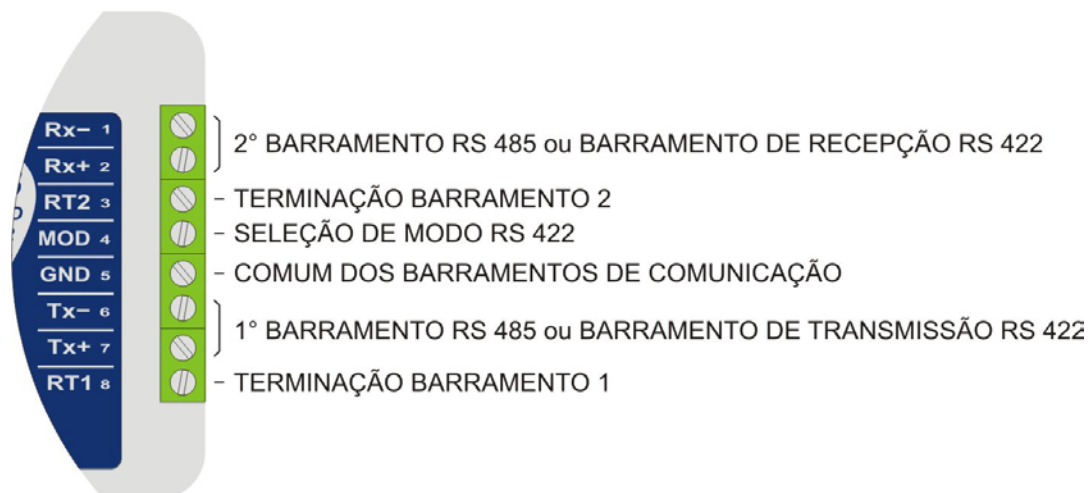 Rx− 1
2° BARRAMENTO RS 485 ou BARRAMENTO DE RECEPÇÃO RS 422
Rx+ 2
RT2 3
TERMINAÇÃO BARRAMENTO 2
MOD 4
SELEÇÃO DE MODO RS 422
GND 5
COMUM DOS BARRAMENTOS DE COMUNICAÇÃO
Tx− 6
1° BARRAMENTO RS 485 ou BARRAMENTO DE TRANSMISSÃO RS 422
Tx+ 7
RT1 8
TERMINAÇÃO BARRAMENTO 1